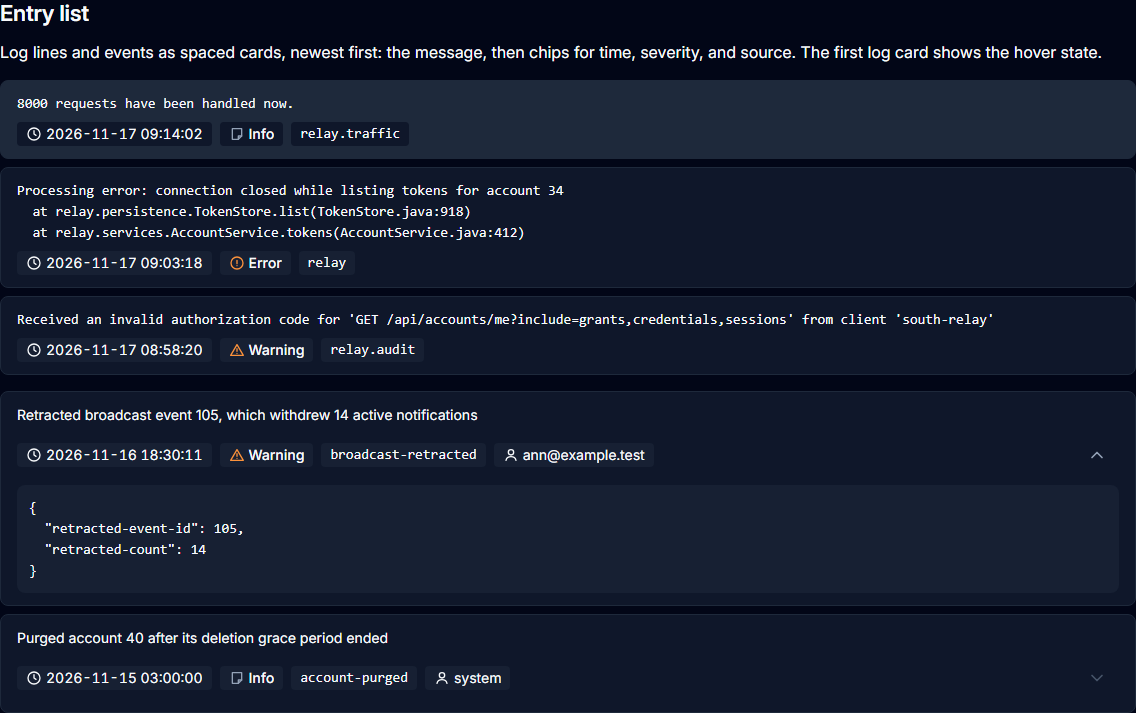 Entry list
Log lines and events as spaced cards, newest first: the message, then chips for time, severity, and source. The first log card shows the hover state.
8000 requests have been handled now.
2026-11-17 09:14:02 Info relay.traffic
Processing error: connection closed while listing tokens for account 34
  at relay.persistence.TokenStore.list(TokenStore.java:918)
  at relay.services.AccountService.tokens(AccountService.java:412)
2026-11-17 09:03:18 Error relay
Received an invalid authorization code for 'GET /api/accounts/me?include=grants,credentials,sessions' from client 'south-relay'
2026-11-17 08:58:20 Warning relay.audit
Retracted broadcast event 105, which withdrew 14 active notifications
2026-11-16 18:30:11 Warning broadcast-retracted ann@example.test
{
  "retracted-event-id": 105,
  "retracted-count": 14
}
Purged account 40 after its deletion grace period ended
2026-11-15 03:00:00 Info account-purged system